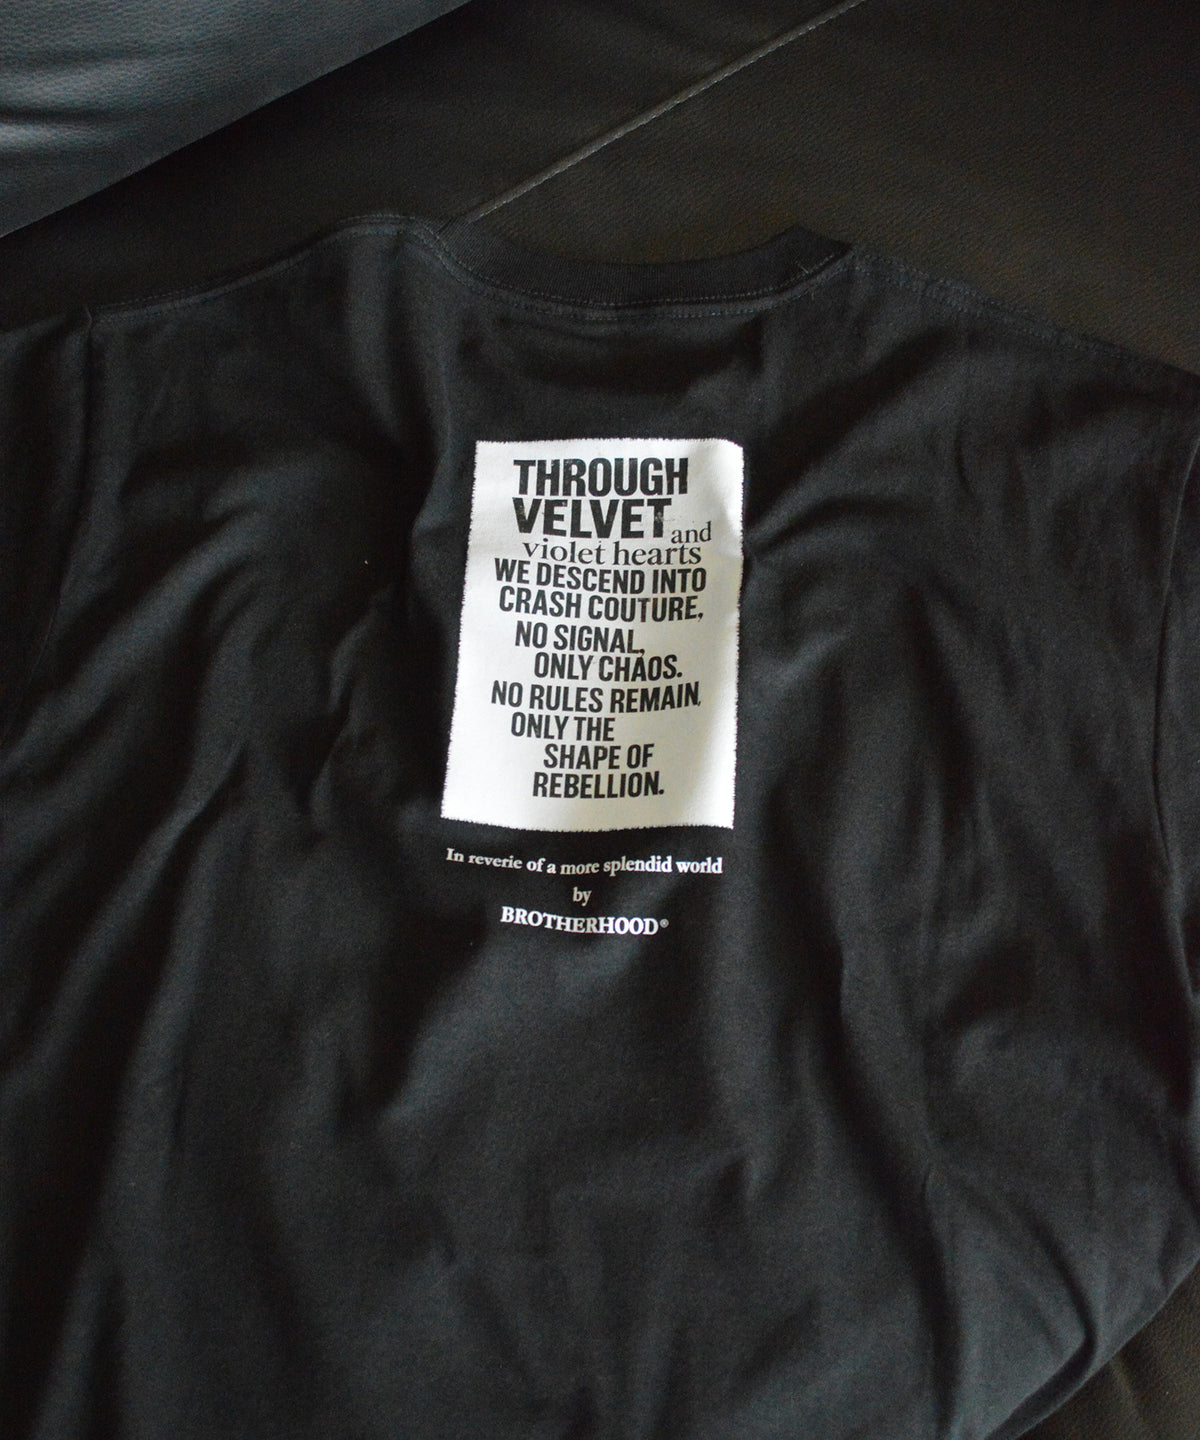 THROUGH
VELVET and
violet hearts
WE DESCEND INTO
CRASH COUTURE,
NO SIGNAL,
ONLY CHAOS.
NO RULES REMAIN,
ONLY THE
SHAPE OF
REBELLION.
In reverie of a more splendid world
by
BROTHERHOOD®